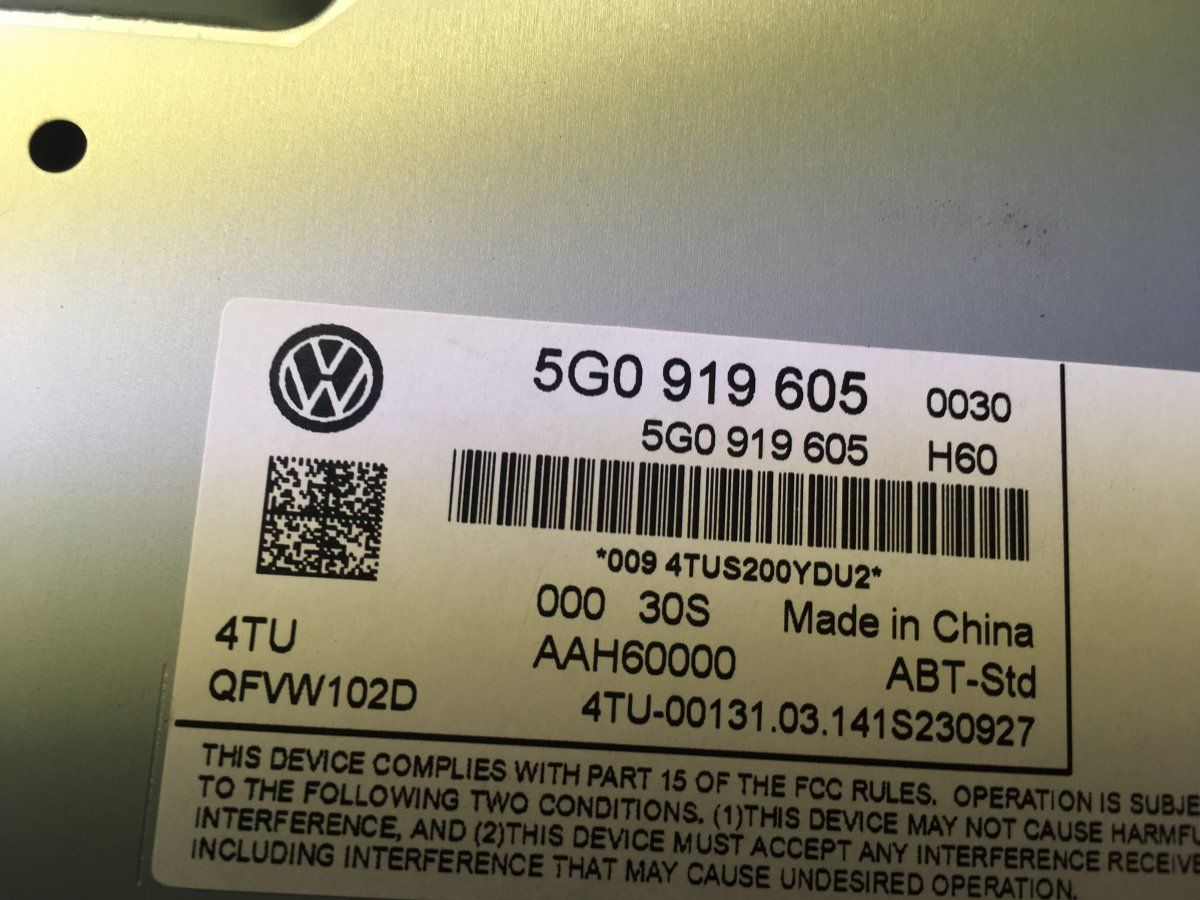 5G0 919 605 0030
5G0 919 605 H60
*009 4TUS200YDU2*
000 30S Made in China
4TU AAH60000 ABT-Std
QFVW102D 4TU-00131.03.141S230927
THIS DEVICE COMPLIES WITH PART 15 OF THE FCC RULES. OPERATION IS SUBJE
TO THE FOLLOWING TWO CONDITIONS. (1)THIS DEVICE MAY NOT CAUSE HARMFU
INTERFERENCE, AND (2)THIS DEVICE MUST ACCEPT ANY INTERFERENCE RECEIVE
INCLUDING INTERFERENCE THAT MAY CAUSE UNDESIRED OPERATION.